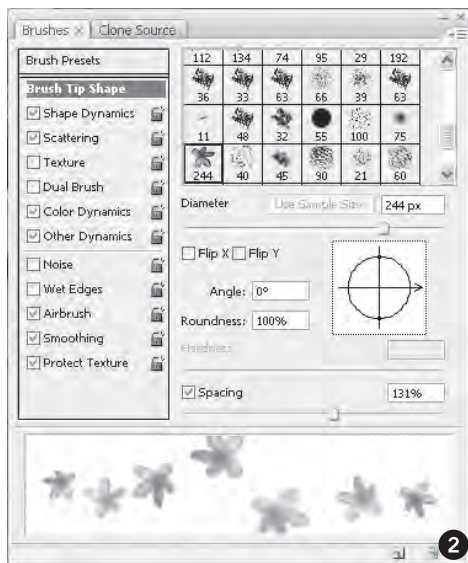 Brushes × Clone Source
Brush Presets
Brush Tip Shape
Shape Dynamics
Scattering
Texture
Dual Brush
Color Dynamics
Other Dynamics
Noise
Wet Edges
Airbrush
Smoothing
Protect Texture
112 134 74 95 29 192
36 33 63 66 39 63
11 48 32 55 100 75
244 40 45 90 21 60
Diameter Use Sample Size 244 px
Flip X Flip Y
Angle: 0°
Roundness: 100%
Hardness
Spacing 131%
2